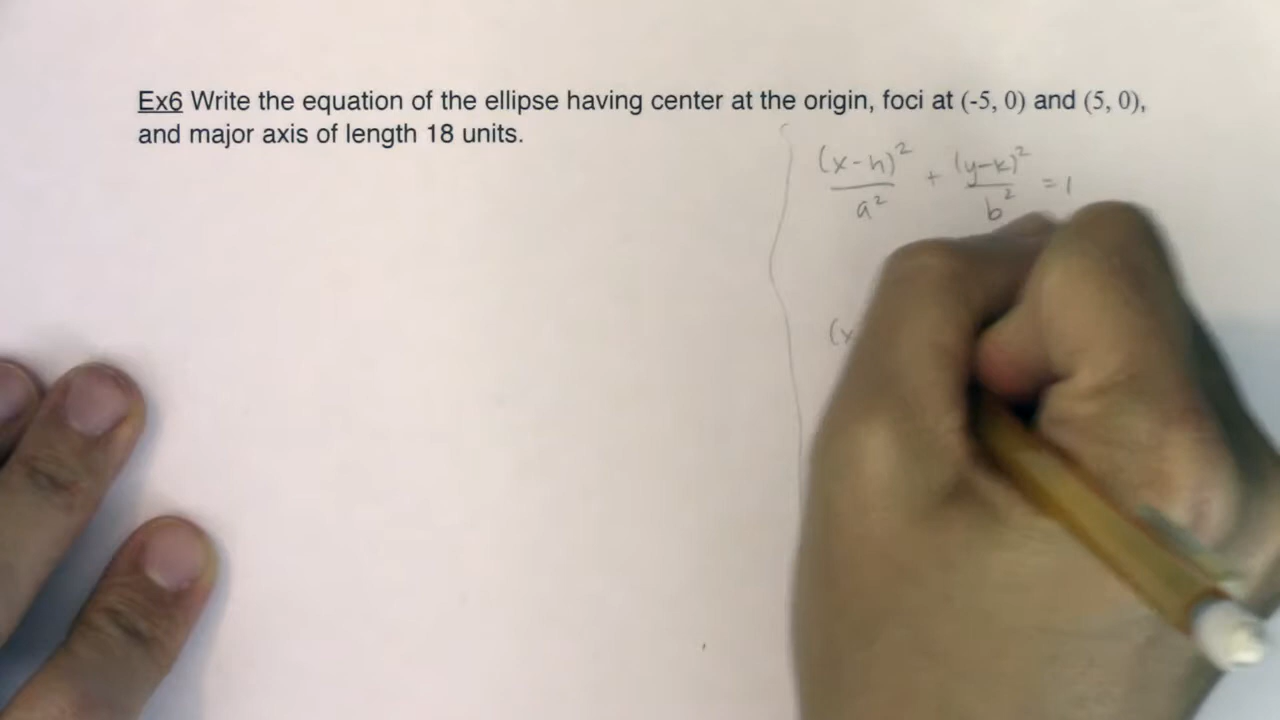 Ex6 Write the equation of the ellipse having center at the origin, foci at (-5, 0) and (5, 0),
and major axis of length 18 units.
(x-h)²/a² + (y-k)²/b² = 1
(x